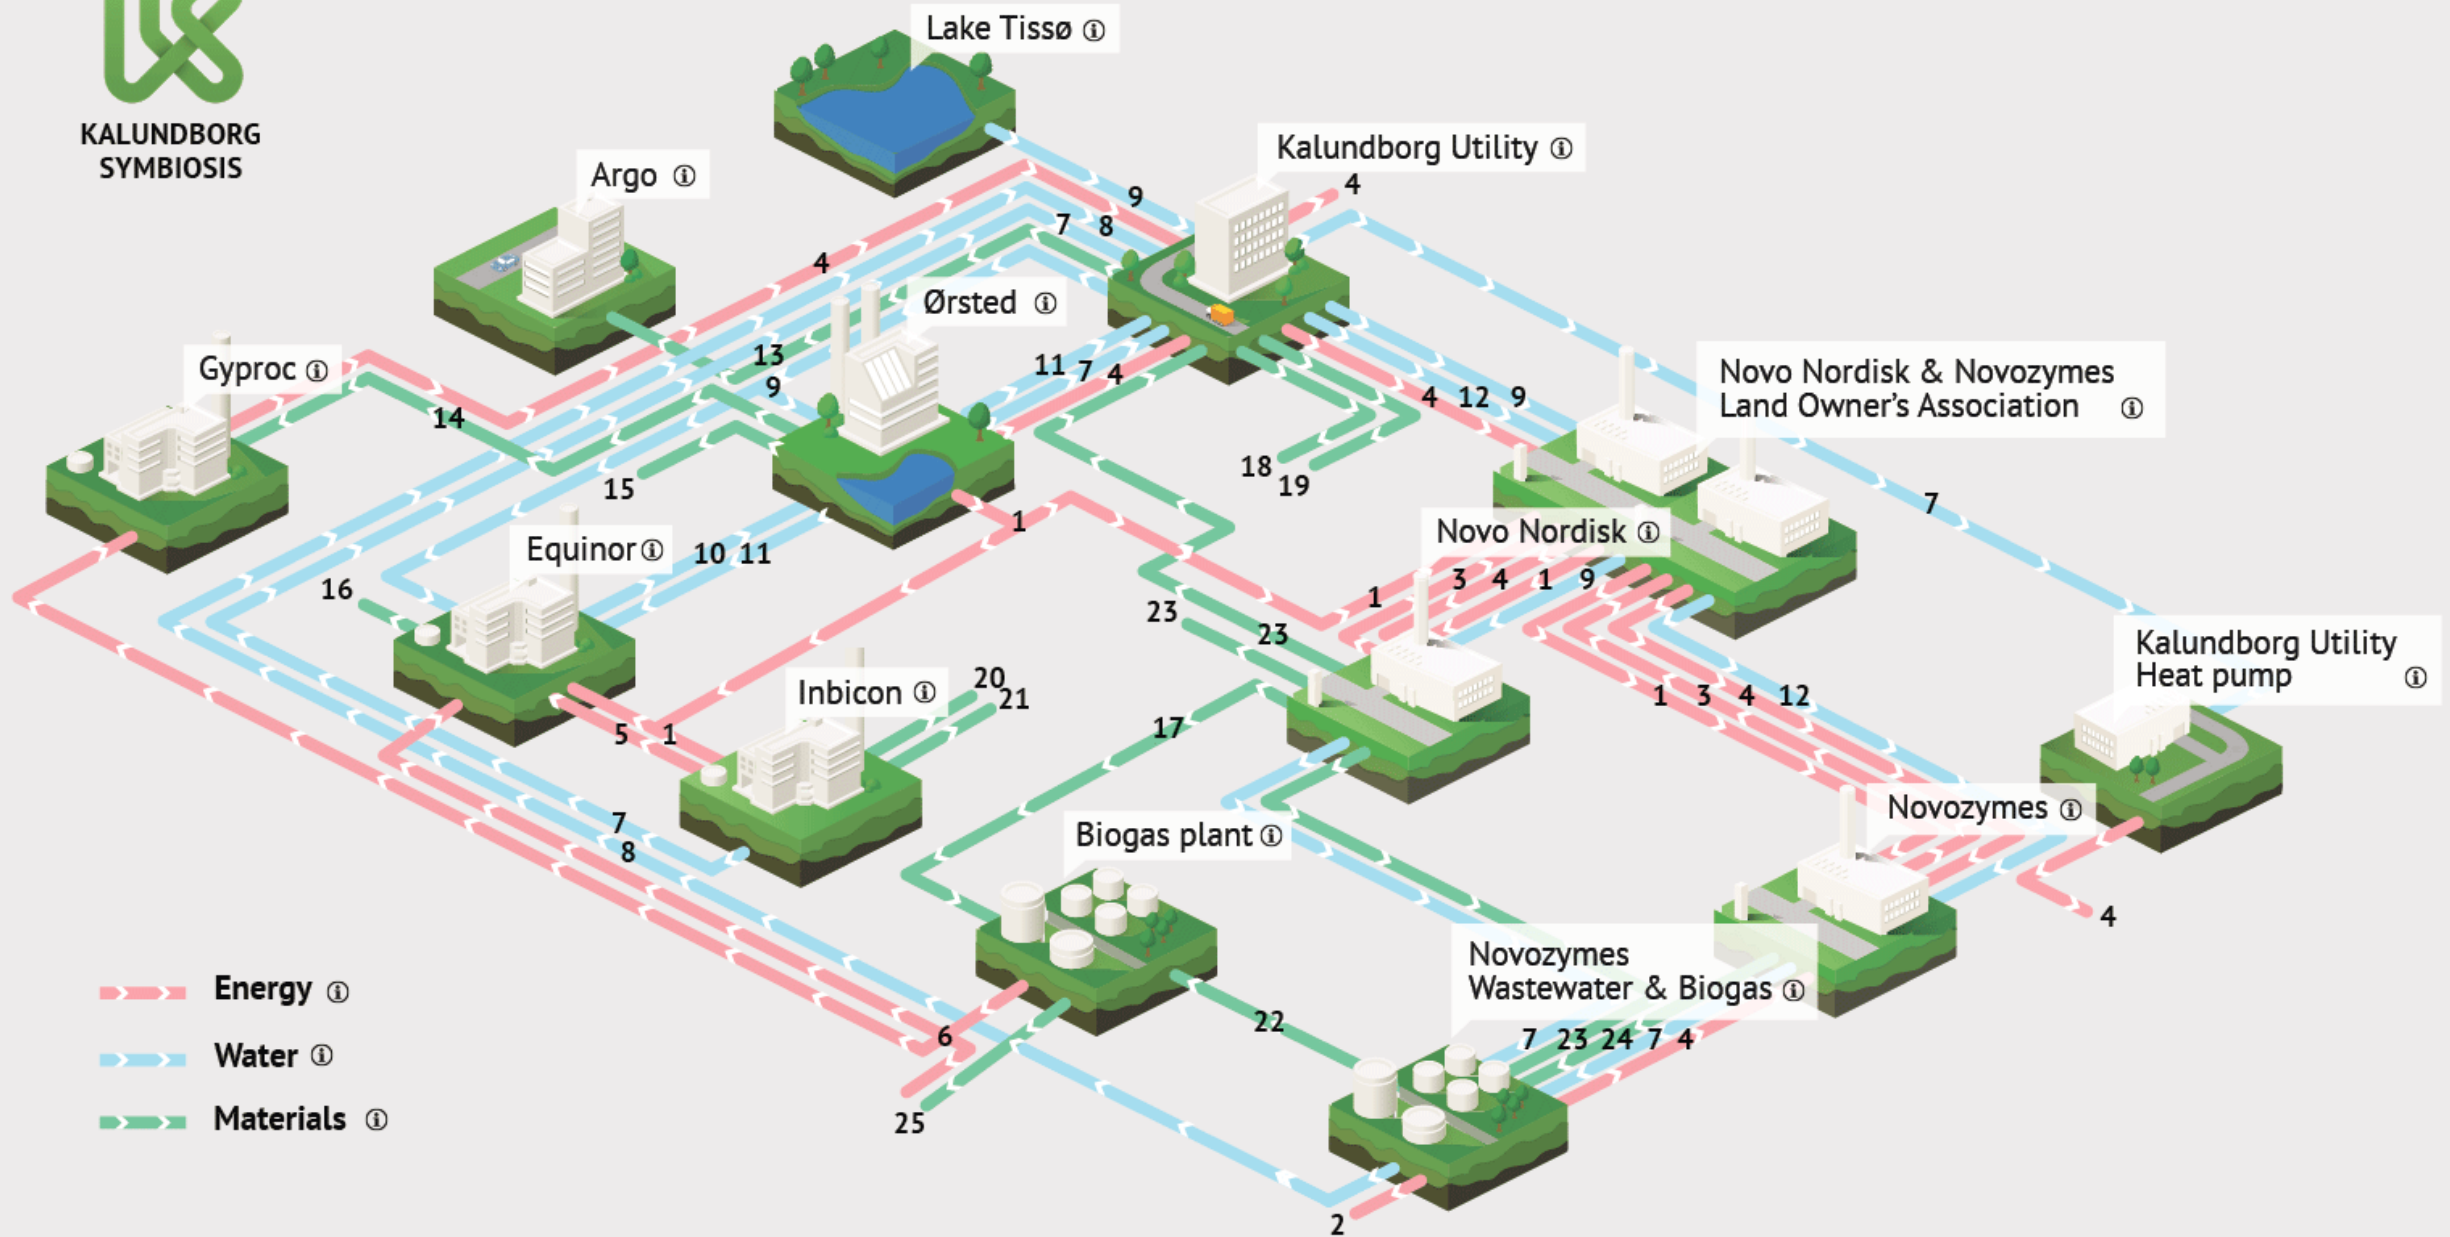 Lake Tissø
KALUNDBORG
SYMBIOSIS
Argo
Kalundborg Utility
4
9
7 8
4
Ørsted
Gyproc
13
9
11 7 4
14
15
4 12 9
18
19
Novo Nordisk & Novozymes
Land Owner’s Association
7
1
Novo Nordisk
Equinor
10 11
16
1 3 4 1 9
23
23
Kalundborg Utility
Heat pump
1 3 4 12
Inbicon
20
21
5 1
17
7
8
Biogas plant
Novozymes
4
Novozymes
Wastewater & Biogas
Energy
Water
Materials
6
22
7 23 24 7 4
25
2